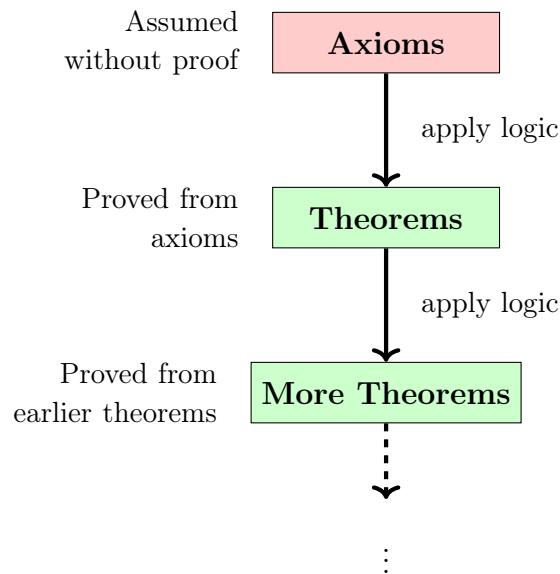 Assumed
without proof
Axioms
apply logic
Proved from
axioms
Theorems
apply logic
Proved from
earlier theorems
More Theorems
⋮